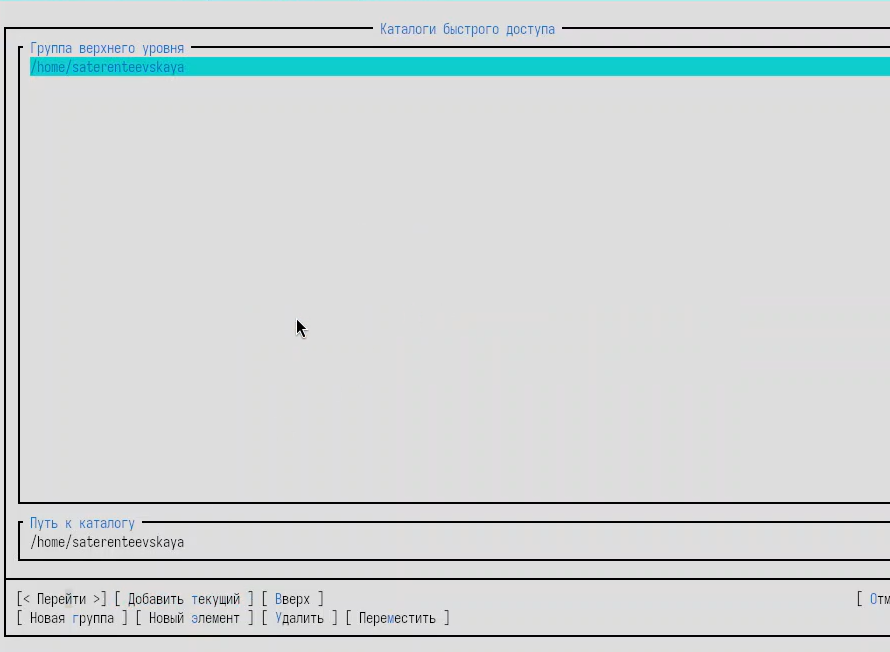 Каталоги быстрого доступа
Группа верхнего уровня
/home/saterenteevskaya
Путь к каталогу
/home/saterenteevskaya
[< Перейти >] [ Добавить текущий ] [ Вверх ] [ Отм
[ Новая группа ] [ Новый элемент ] [ Удалить ] [ Переместить ]